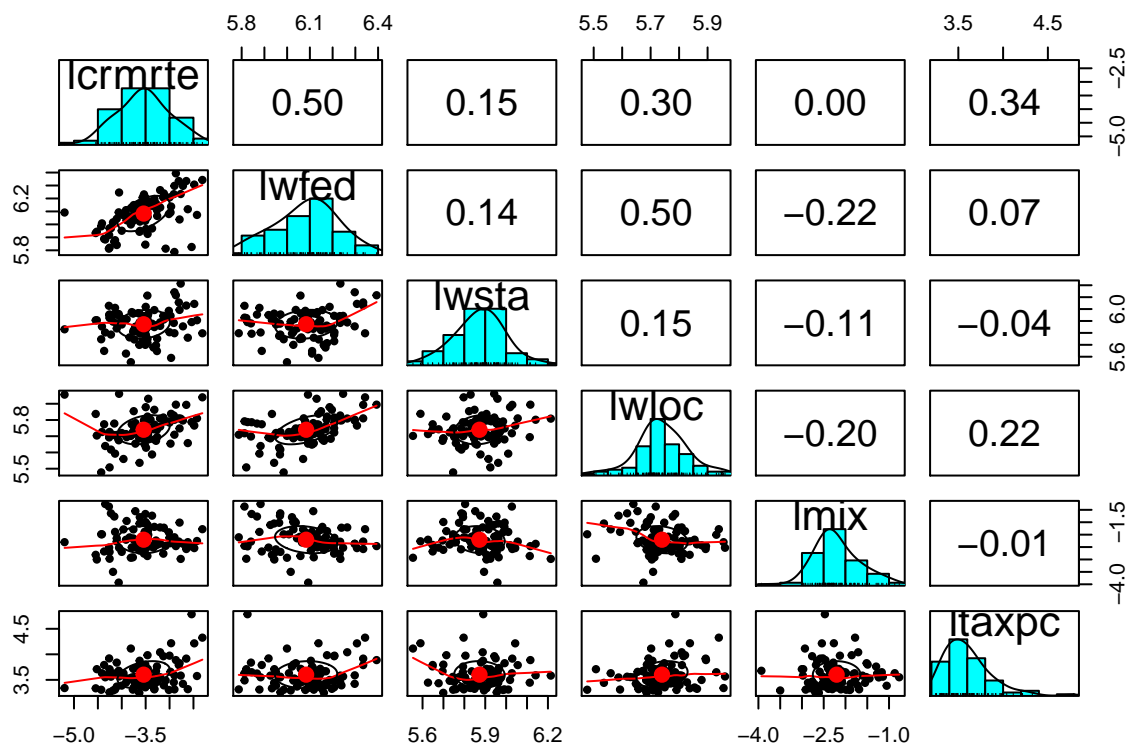 5.8 6.1 6.4 5.5 5.7 5.9 3.5 4.5
lcrmrte 0.50 0.15 0.30 0.00 0.34 -5.0 -2.5
5.8 6.2 lwfed 0.14 0.50 −0.22 0.07
lwsta 0.15 −0.11 −0.04 5.6 6.0
5.5 5.8 lwloc −0.20 0.22
lmix −0.01 −4.0 −1.5
3.5 4.5 ltaxpc
−5.0 −3.5 5.6 5.9 6.2 −4.0 −2.5 −1.0